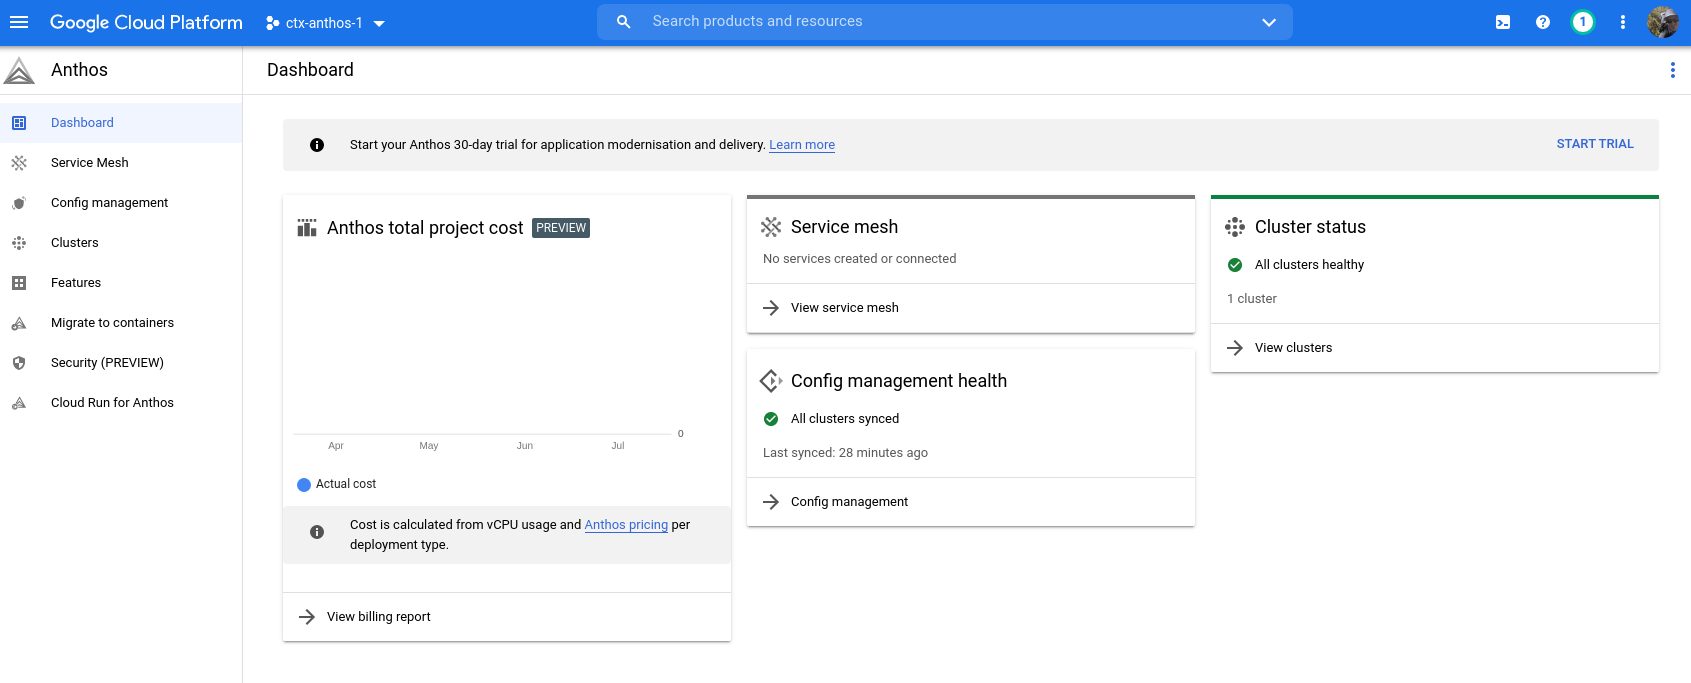 Google Cloud Platform
ctx-anthos-1
Search products and resources
1
Anthos
Dashboard
Dashboard
Service Mesh
Config management
Clusters
Features
Migrate to containers
Security (PREVIEW)
Cloud Run for Anthos
Start your Anthos 30-day trial for application modernisation and delivery. Learn more
START TRIAL
Anthos total project cost PREVIEW
0
Apr May Jun Jul
Actual cost
Cost is calculated from vCPU usage and Anthos pricing per
deployment type.
View billing report
Service mesh
No services created or connected
View service mesh
Config management health
All clusters synced
Last synced: 28 minutes ago
Config management
Cluster status
All clusters healthy
1 cluster
View clusters